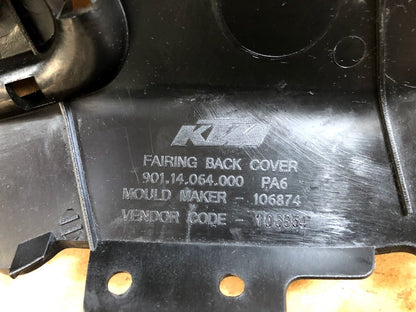 KTM
FAIRING BACK COVER
901.14.064.000 PA6
MOULD MAKER - 106874
VENDOR CODE -